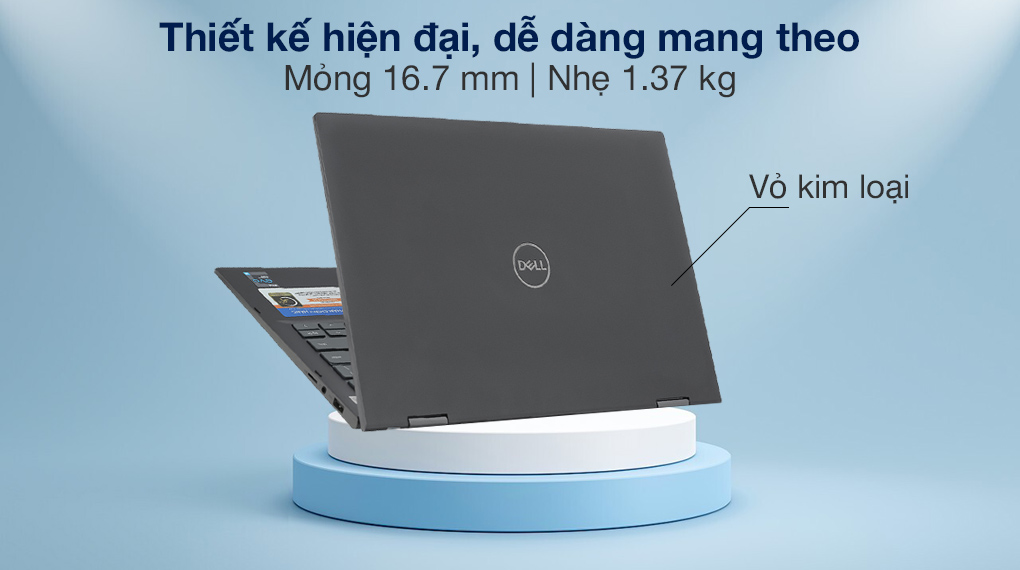 Thiết kế hiện đại, dễ dàng mang theo
Mỏng 16.7 mm | Nhẹ 1.37 kg
Vỏ kim loại
DELL